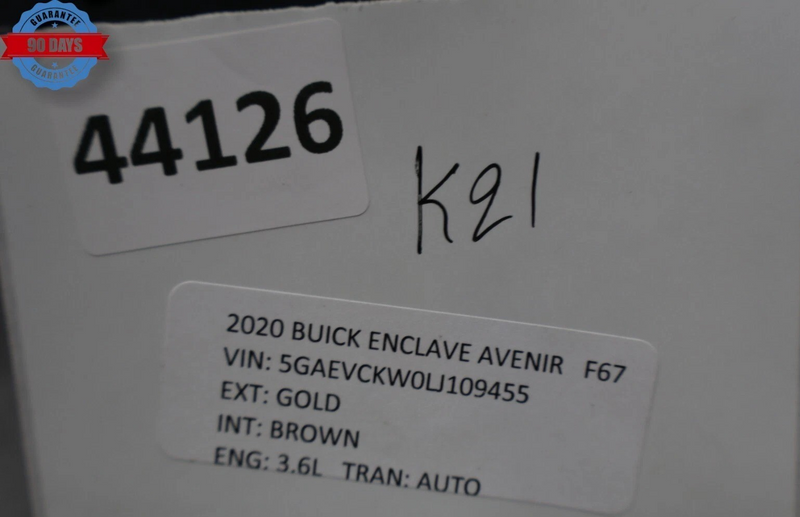 GUARANTEE
90 DAYS
GUARANTEE
44126
K21
2020 BUICK ENCLAVE AVENIR F67
VIN: 5GAEVCKW0LJ109455
EXT: GOLD
INT: BROWN
ENG: 3.6L TRAN: AUTO